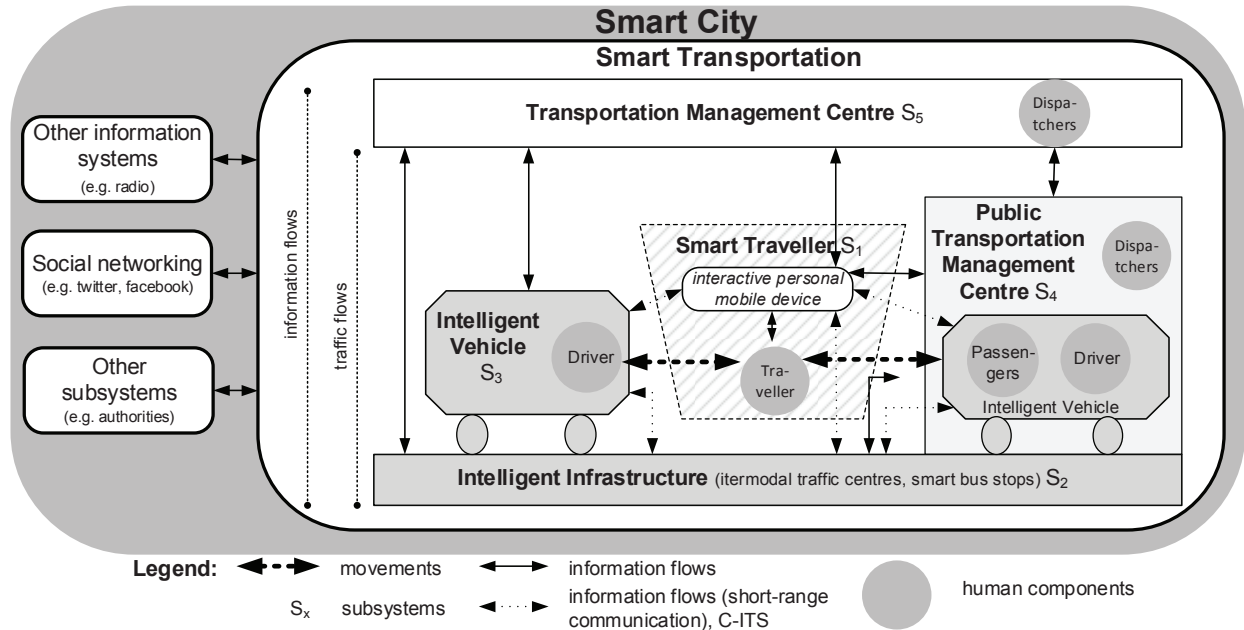 Smart City
Smart Transportation
Other information
systems
(e.g. radio)
Social networking
(e.g. twitter, facebook)
Other
subsystems
(e.g. authorities)
information flows
traffic flows
Transportation Management Centre S5
Dispa-
tchers
Public
Transportation
Management
Centre S4
Dispa-
tchers
Smart Traveller S1
interactive personal
mobile device
Intelligent
Vehicle
S3
Driver
Tra-
veller
Passen-
gers
Driver
Intelligent Vehicle
Intelligent Infrastructure (itermodal traffic centres, smart bus stops) S2
Legend:
movements
information flows
human components
Sx
subsystems
information flows (short-range
communication), C-ITS